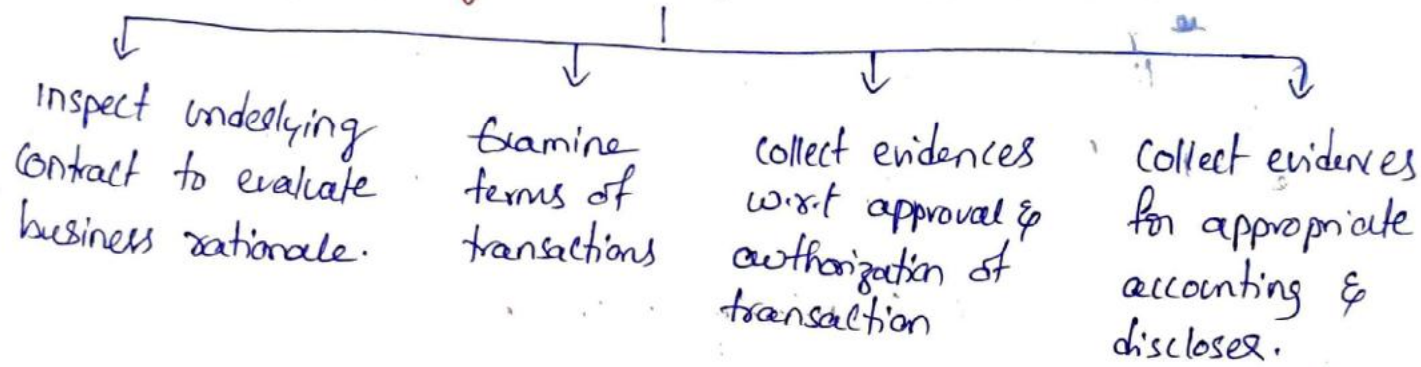 Inspect underlying
contract to evaluate
business rationale.
Examine
terms of
transactions
collect evidences
w.r.t approval &
authorization of
transaction
collect evidences
for appropriate
accounting &
discloser.